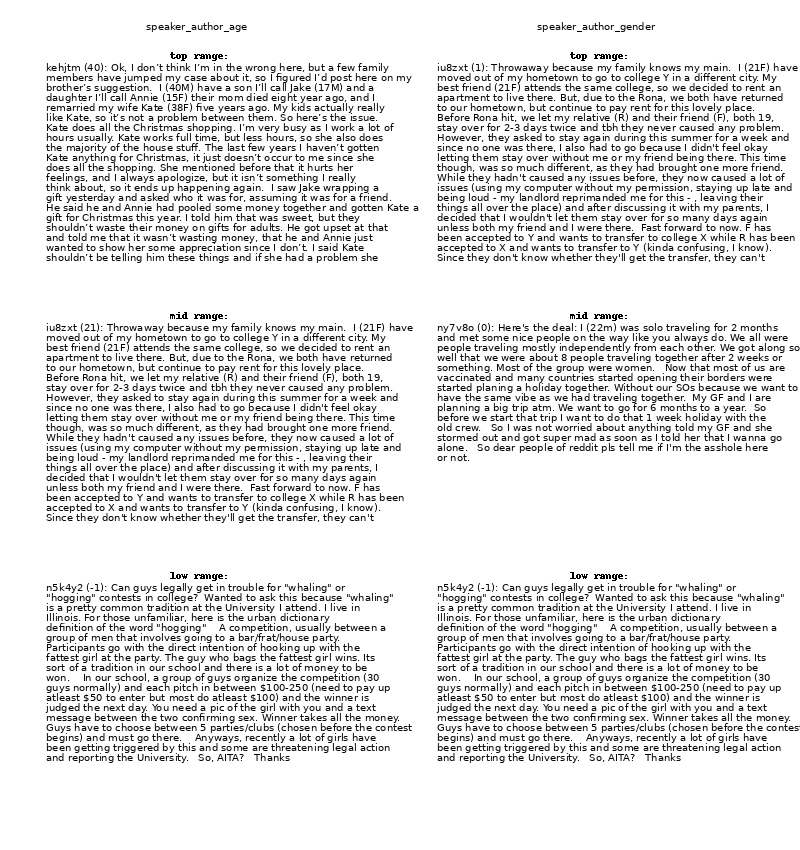 speaker_author_age
top range:
kehjtm (40): Ok, I don't think I'm in the wrong here, but a few family
members have jumped my case about it, so I figured I'd post here on my
brother's suggestion.  I (40M) have a son I'll call Jake (17M) and a
daughter I'll call Annie (15F) their mom died eight year ago, and I
remarried my wife Kate (38F) five years ago. My kids actually really
like Kate, so it's not a problem between them. So here's the issue.
Kate does all the Christmas shopping. I'm very busy as I work a lot of
hours usually. Kate works full time, but less hours, so she also does
the majority of the house stuff. The last few years I haven't gotten
Kate anything for Christmas, it just doesn't occur to me since she
does all the shopping. She mentioned before that it hurts her
feelings, and I always apologize, but it isn't something I really
think about, so it ends up happening again.  I saw Jake wrapping a
gift yesterday and asked who it was for, assuming it was for a friend.
He said he and Annie had pooled some money together and gotten Kate a
gift for Christmas this year. I told him that was sweet, but they
shouldn't waste their money on gifts for adults. He got upset at that
and told me that it wasn't wasting money, that he and Annie just
wanted to show her some appreciation since I don't. I said Kate
shouldn't be telling him these things and if she had a problem she
mid range:
iu8zxt (21): Throwaway because my family knows my main.  I (21F) have
moved out of my hometown to go to college Y in a different city. My
best friend (21F) attends the same college, so we decided to rent an
apartment to live there. But, due to the Rona, we both have returned
to our hometown, but continue to pay rent for this lovely place.
Before Rona hit, we let my relative (R) and their friend (F), both 19,
stay over for 2-3 days twice and tbh they never caused any problem.
However, they asked to stay again during this summer for a week and
since no one was there, I also had to go because I didn't feel okay
letting them stay over without me or my friend being there. This time
though, was so much different, as they had brought one more friend.
While they hadn't caused any issues before, they now caused a lot of
issues (using my computer without my permission, staying up late and
being loud - my landlord reprimanded me for this - , leaving their
things all over the place) and after discussing it with my parents, I
decided that I wouldn't let them stay over for so many days again
unless both my friend and I were there.  Fast forward to now. F has
been accepted to Y and wants to transfer to college X while R has been
accepted to X and wants to transfer to Y (kinda confusing, I know).
Since they don't know whether they'll get the transfer, they can't
low range:
n5k4y2 (-1): Can guys legally get in trouble for "whaling" or
"hogging" contests in college?  Wanted to ask this because "whaling"
is a pretty common tradition at the University I attend. I live in
Illinois. For those unfamiliar, here is the urban dictionary
definition of the word "hogging"    A competition, usually between a
group of men that involves going to a bar/frat/house party.
Participants go with the direct intention of hooking up with the
fattest girl at the party. The guy who bags the fattest girl wins. Its
sort of a tradition in our school and there is a lot of money to be
won.    In our school, a group of guys organize the competition (30
guys normally) and each pitch in between $100-250 (need to pay up
atleast $50 to enter but most do atleast $100) and the winner is
judged the next day. You need a pic of the girl with you and a text
message between the two confirming sex. Winner takes all the money.
Guys have to choose between 5 parties/clubs (chosen before the contest
begins) and must go there.    Anyways, recently a lot of girls have
been getting triggered by this and some are threatening legal action
and reporting the University.   So, AITA?   Thanks
speaker_author_gender
top range:
iu8zxt (1): Throwaway because my family knows my main.  I (21F) have
moved out of my hometown to go to college Y in a different city. My
best friend (21F) attends the same college, so we decided to rent an
apartment to live there. But, due to the Rona, we both have returned
to our hometown, but continue to pay rent for this lovely place.
Before Rona hit, we let my relative (R) and their friend (F), both 19,
stay over for 2-3 days twice and tbh they never caused any problem.
However, they asked to stay again during this summer for a week and
since no one was there, I also had to go because I didn't feel okay
letting them stay over without me or my friend being there. This time
though, was so much different, as they had brought one more friend.
While they hadn't caused any issues before, they now caused a lot of
issues (using my computer without my permission, staying up late and
being loud - my landlord reprimanded me for this - , leaving their
things all over the place) and after discussing it with my parents, I
decided that I wouldn't let them stay over for so many days again
unless both my friend and I were there.  Fast forward to now. F has
been accepted to Y and wants to transfer to college X while R has been
accepted to X and wants to transfer to Y (kinda confusing, I know).
Since they don't know whether they'll get the transfer, they can't
mid range:
ny7v8o (0): Here's the deal: I (22m) was solo traveling for 2 months
and met some nice people on the way like you always do. We all were
people traveling mostly independently from each other. We got along so
well that we were about 8 people traveling together after 2 weeks or
something. Most of the group were women.   Now that most of us are
vaccinated and many countries started opening their borders were
started planing a holiday together. Without our SOs because we want to
have the same vibe as we had traveling together.  My GF and I are
planning a big trip atm. We want to go for 6 months to a year.  So
before we start that trip I want to do that 1 week holiday with the
old crew.   So I was not worried about anything told my GF and she
stormed out and got super mad as soon as I told her that I wanna go
alone.   So dear people of reddit pls tell me if I'm the asshole here
or not.
low range:
n5k4y2 (-1): Can guys legally get in trouble for "whaling" or
"hogging" contests in college?  Wanted to ask this because "whaling"
is a pretty common tradition at the University I attend. I live in
Illinois. For those unfamiliar, here is the urban dictionary
definition of the word "hogging"    A competition, usually between a
group of men that involves going to a bar/frat/house party.
Participants go with the direct intention of hooking up with the
fattest girl at the party. The guy who bags the fattest girl wins. Its
sort of a tradition in our school and there is a lot of money to be
won.    In our school, a group of guys organize the competition (30
guys normally) and each pitch in between $100-250 (need to pay up
atleast $50 to enter but most do atleast $100) and the winner is
judged the next day. You need a pic of the girl with you and a text
message between the two confirming sex. Winner takes all the money.
Guys have to choose between 5 parties/clubs (chosen before the contest
begins) and must go there.    Anyways, recently a lot of girls have
been getting triggered by this and some are threatening legal action
and reporting the University.   So, AITA?   Thanks